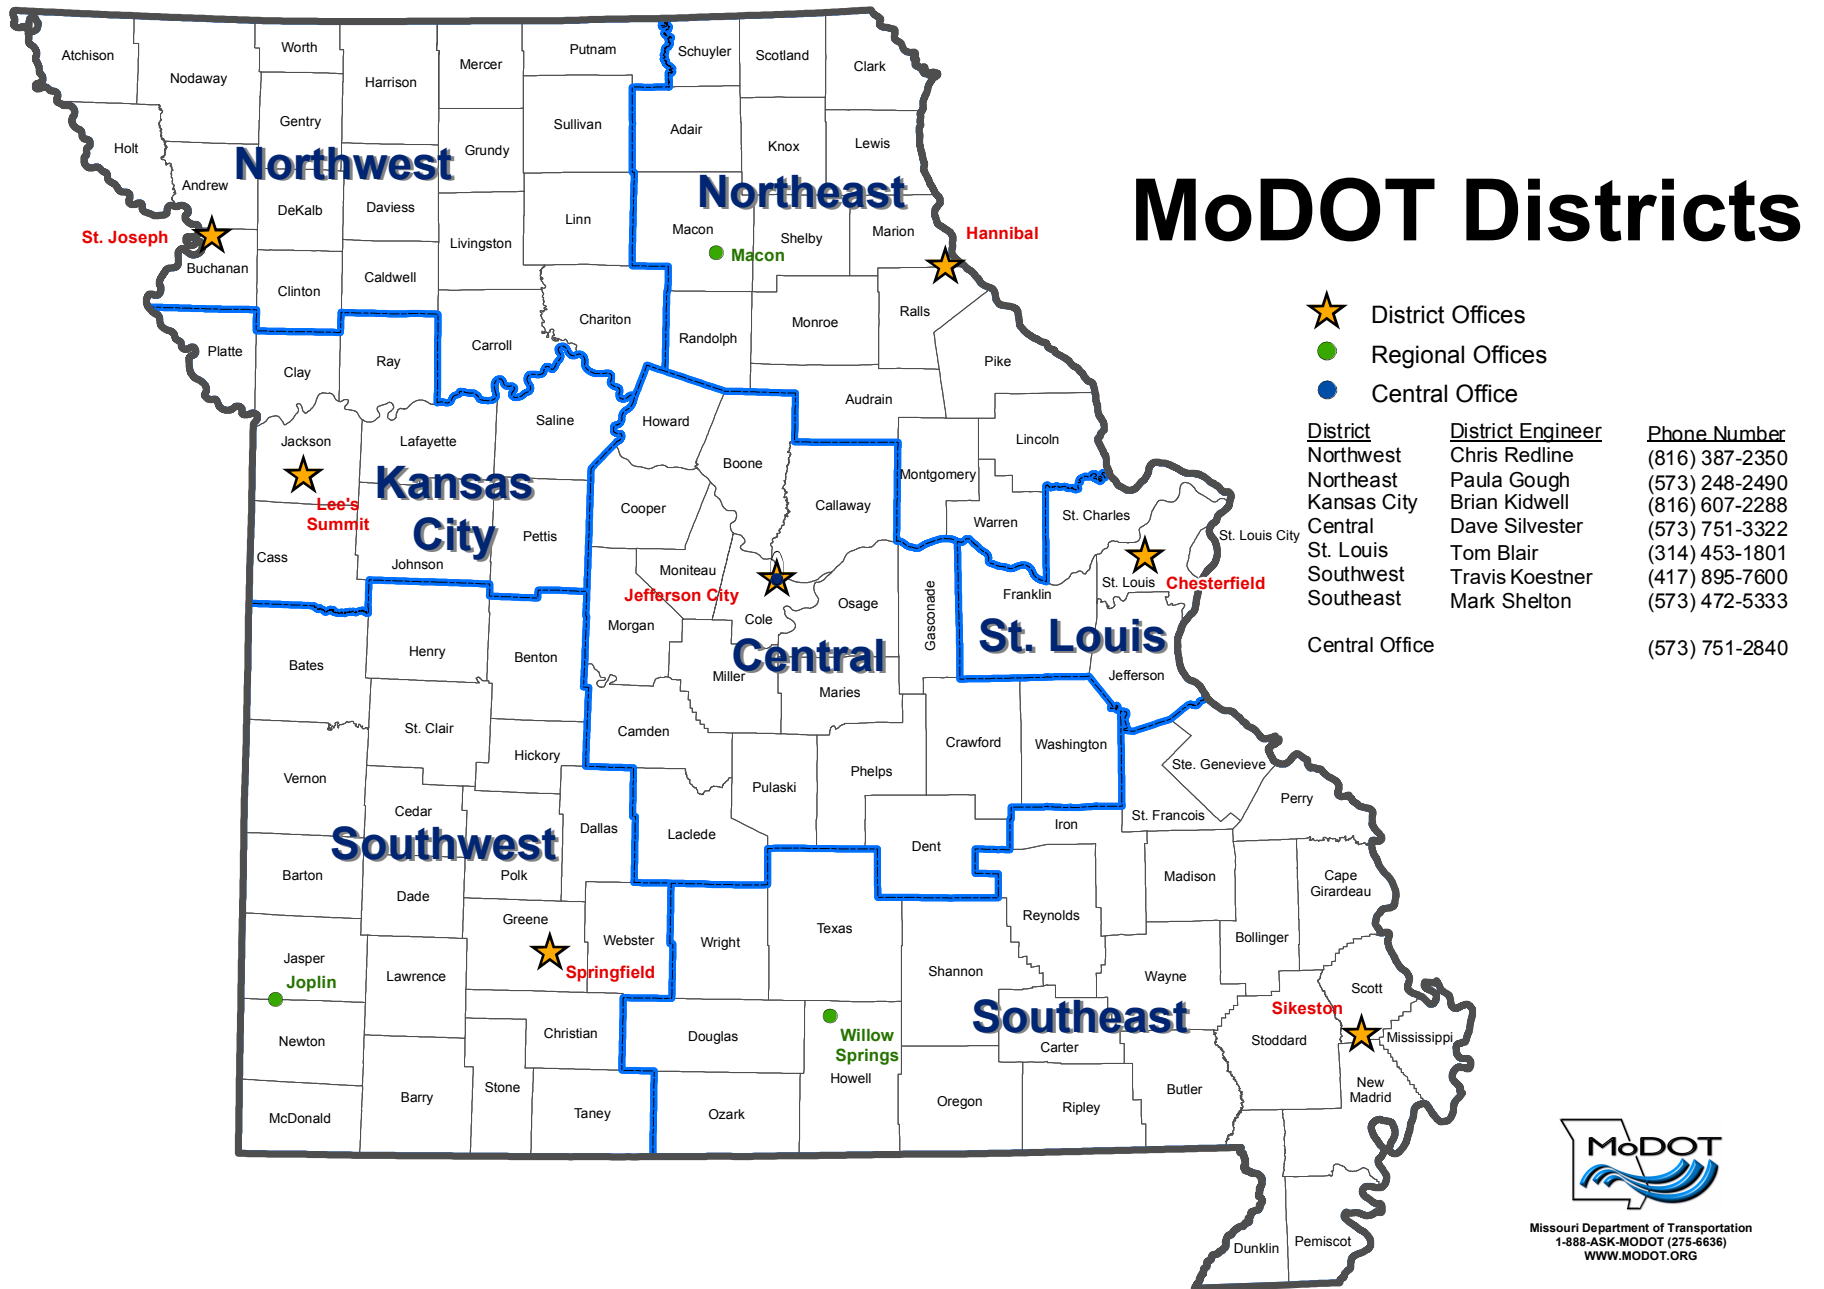 MoDOT Districts
District Offices
Regional Offices
Central Office
District District Engineer Phone Number
Northwest Chris Redline (816) 387-2350
Northeast Paula Gough (573) 248-2490
Kansas City Brian Kidwell (816) 607-2288
Central Dave Silvester (573) 751-3322
St. Louis Tom Blair (314) 453-1801
Southwest Travis Koestner (417) 895-7600
Southeast Mark Shelton (573) 472-5333
Central Office (573) 751-2840
Atchison
Nodaway
Worth
Harrison
Mercer
Putnam
Schuyler
Scotland
Clark
Holt
Gentry
Grundy
Sullivan
Adair
Knox
Lewis
Northwest
Northeast
Andrew
DeKalb
Daviess
Livingston
Linn
Macon
Macon
Shelby
Marion
Hannibal
St. Joseph
Buchanan
Clinton
Caldwell
Carroll
Chariton
Randolph
Monroe
Ralls
Pike
Platte
Clay
Ray
Saline
Howard
Audrain
Jackson
Lafayette
Boone
Lincoln
Kansas
City
Lee's
Summit
Montgomery
Callaway
Cooper
Warren
St. Charles
St. Louis City
Cass
Johnson
Pettis
Moniteau
Jefferson City
St. Louis
Chesterfield
Franklin
Morgan
Cole
Osage
Gasconade
St. Louis
Central
Bates
Henry
Benton
Miller
Maries
Jefferson
St. Clair
Camden
Crawford
Washington
Hickory
Vernon
Pulaski
Phelps
Ste. Genevieve
Perry
Cedar
Dallas
Laclede
Dent
Iron
St. Francois
Southwest
Barton
Dade
Polk
Madison
Cape
Girardeau
Greene
Webster
Wright
Texas
Reynolds
Bollinger
Jasper
Joplin
Lawrence
Springfield
Shannon
Wayne
Scott
Southeast
Sikeston
Newton
Christian
Douglas
Willow
Springs
Howell
Carter
Stoddard
Mississippi
McDonald
Barry
Stone
Taney
Ozark
Oregon
Ripley
Butler
New
Madrid
Dunklin
Pemiscot
MoDOT
Missouri Department of Transportation
1-888-ASK-MODOT (275-6636)
WWW.MODOT.ORG